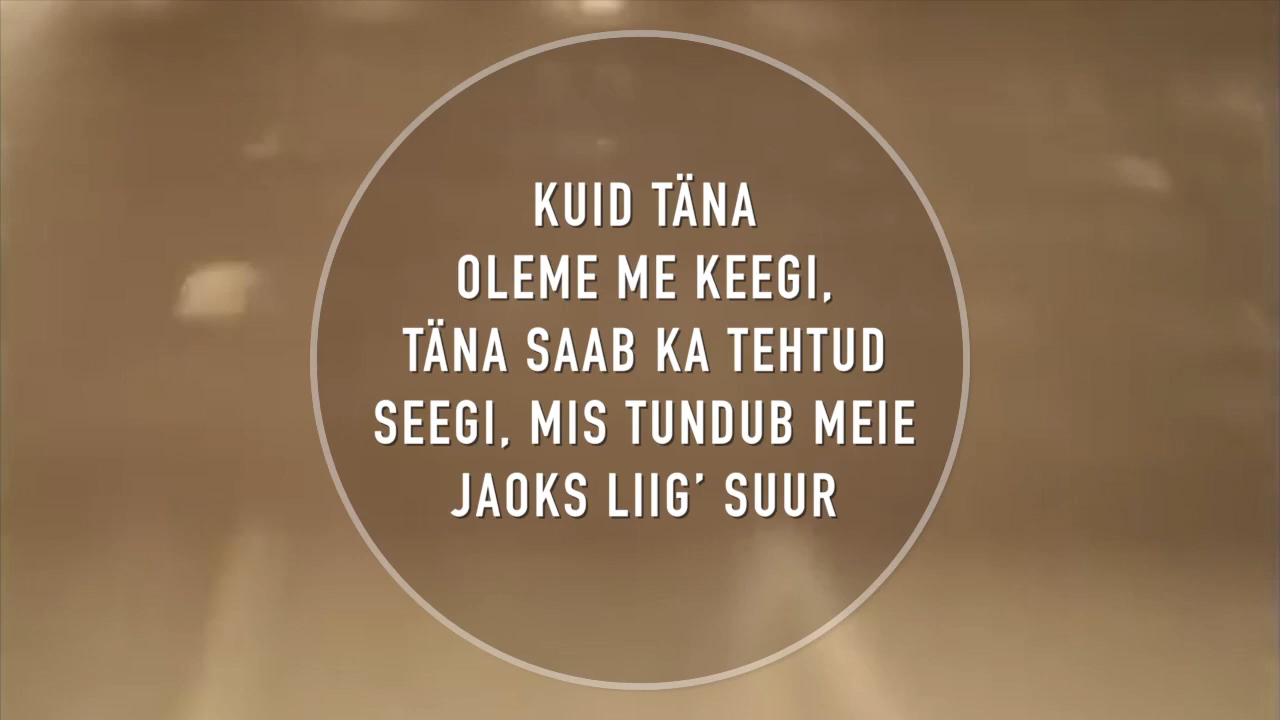 KUID TÄNA
OLEME ME KEEGI,
TÄNA SAAB KA TEHTUD
SEEGI, MIS TUNDUB MEIE
JAOKS LIIG’ SUUR